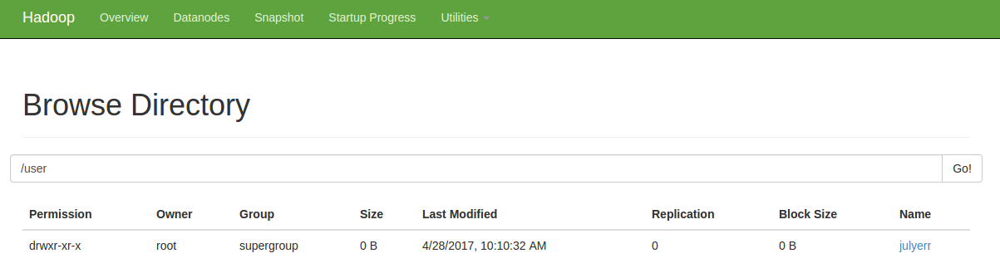 Hadoop Overview Datanodes Snapshot Startup Progress Utilities
Browse Directory
/user Go!
Permission Owner Group Size Last Modified Replication Block Size Name
drwxr-xr-x root supergroup 0 B 4/28/2017, 10:10:32 AM 0 0 B julyerr